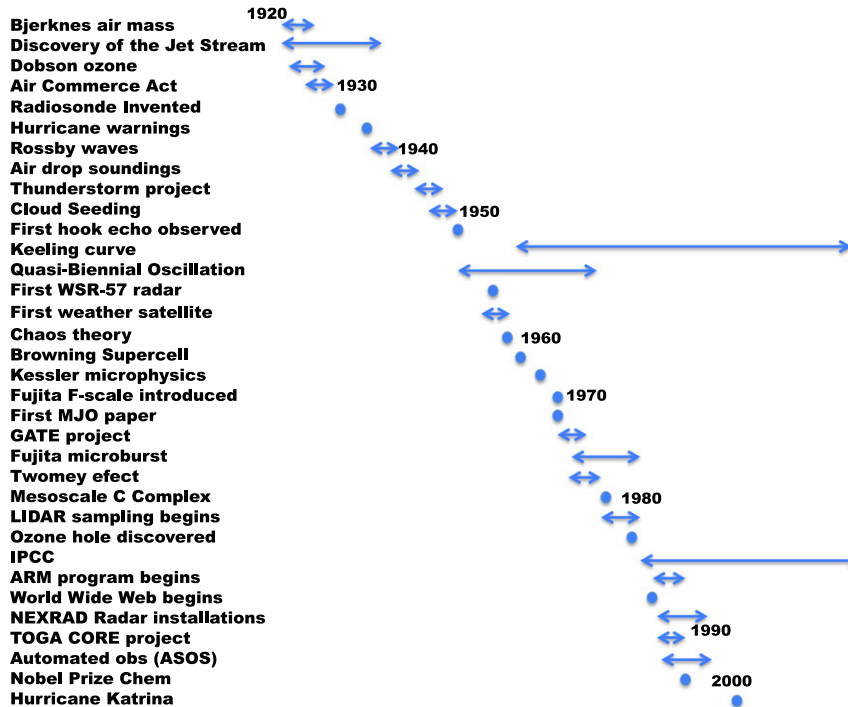 Bjerknes air mass 1920
Discovery of the Jet Stream
Dobson ozone
Air Commerce Act 1930
Radiosonde Invented
Hurricane warnings
Rossby waves 1940
Air drop soundings
Thunderstorm project
Cloud Seeding 1950
First hook echo observed
Keeling curve
Quasi-Biennial Oscillation
First WSR-57 radar
First weather satellite
Chaos theory 1960
Browning Supercell
Kessler microphysics
Fujita F-scale introduced 1970
First MJO paper
GATE project
Fujita microburst
Twomey efect
Mesoscale C Complex 1980
LIDAR sampling begins
Ozone hole discovered
IPCC
ARM program begins
World Wide Web begins
NEXRAD Radar installations
TOGA CORE project 1990
Automated obs (ASOS)
Nobel Prize Chem 2000
Hurricane Katrina